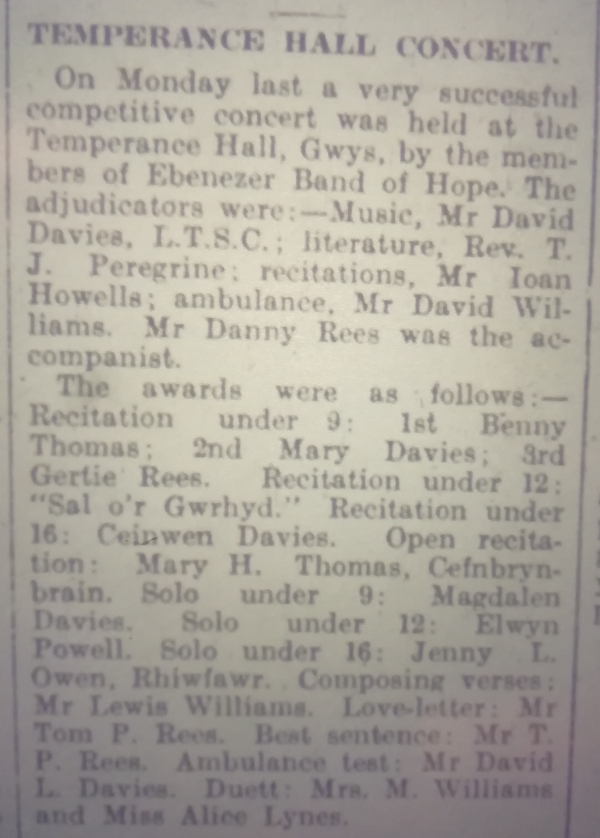 TEMPERANCE HALL CONCERT.
On Monday last a very successful
competitive concert was held at the
Temperance Hall, Gwys, by the mem-
bers of Ebenezer Band of Hope. The
adjudicators were:—Music, Mr David
Davies, L.T.S.C.; literature, Rev. T.
J. Peregrine; recitations, Mr Ioan
Howells; ambulance, Mr David Wil-
liams. Mr Danny Rees was the ac-
companist.
The awards were as follows:—
Recitation under 9: 1st Benny
Thomas; 2nd Mary Davies; 3rd
Gertie Rees. Recitation under 12:
"Sal o'r Gwrhyd." Recitation under
16: Ceinwen Davies. Open recita-
tion: Mary H. Thomas, Cefnbryn-
brain. Solo under 9: Magdalen
Davies. Solo under 12: Elwyn
Powell. Solo under 16: Jenny L.
Owen, Rhiwfawr. Composing verses:
Mr Lewis Williams. Love-letter: Mr
Tom P. Rees. Best sentence: Mr T.
P. Rees. Ambulance test: Mr David
L. Davies. Duett: Mrs. M. Williams
and Miss Alice Lynes.